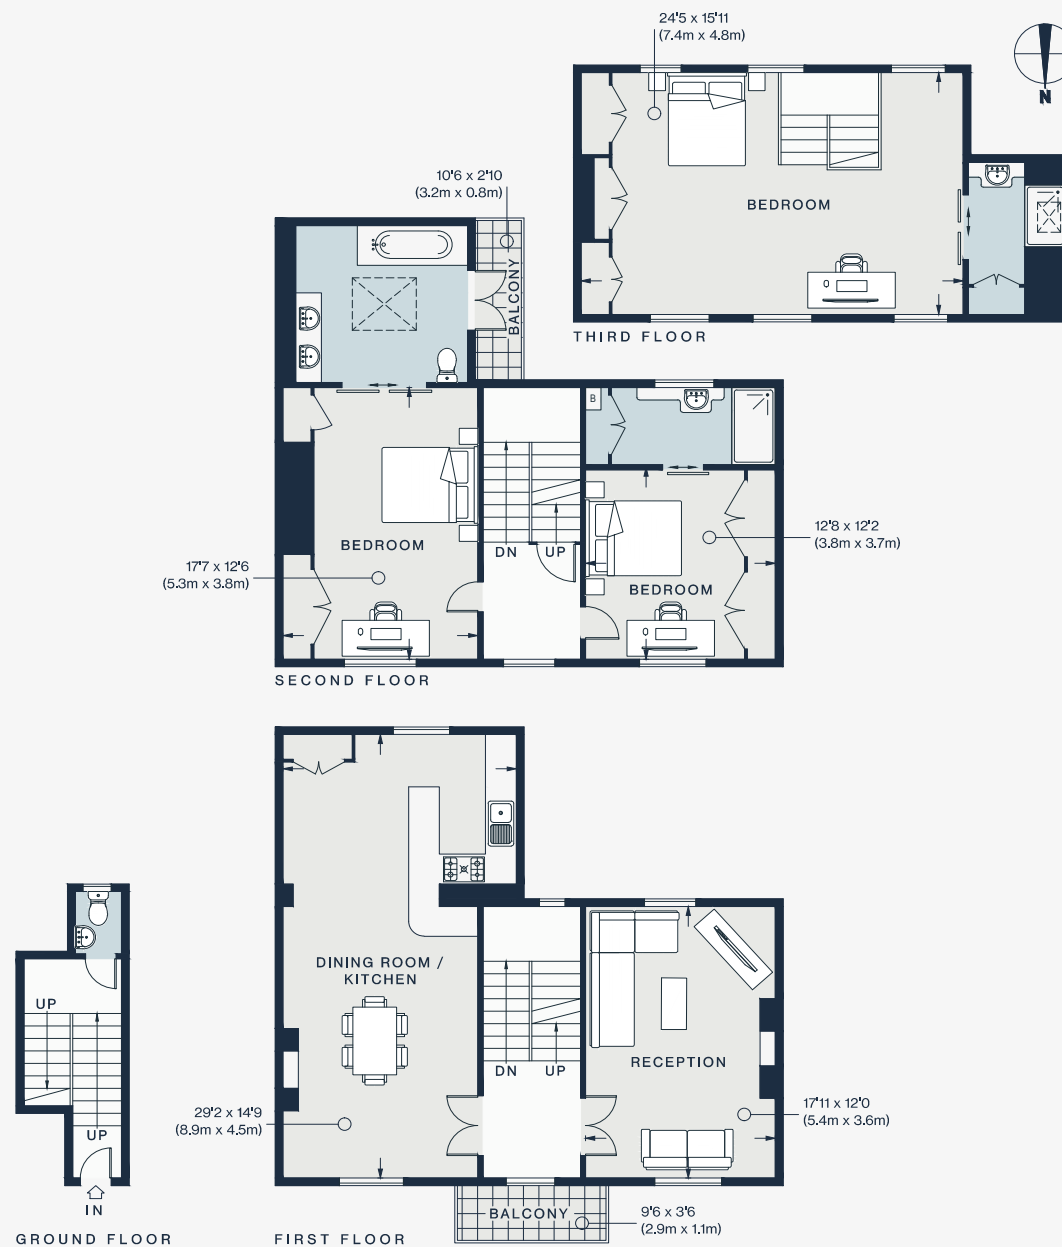 24'5 x 15'11
(7.4m x 4.8m)
N
BEDROOM
THIRD FLOOR
10'6 x 2'10
(3.2m x 0.8m)
BALCONY
B
BEDROOM
DN
UP
12'8 x 12'2
(3.8m x 3.7m)
17'7 x 12'6
(5.3m x 3.8m)
BEDROOM
SECOND FLOOR
DINING ROOM /
KITCHEN
DN
UP
RECEPTION
29'2 x 14'9
(8.9m x 4.5m)
17'11 x 12'0
(5.4m x 3.6m)
BALCONY
9'6 x 3'6
(2.9m x 1.1m)
FIRST FLOOR
UP
UP
IN
GROUND FLOOR